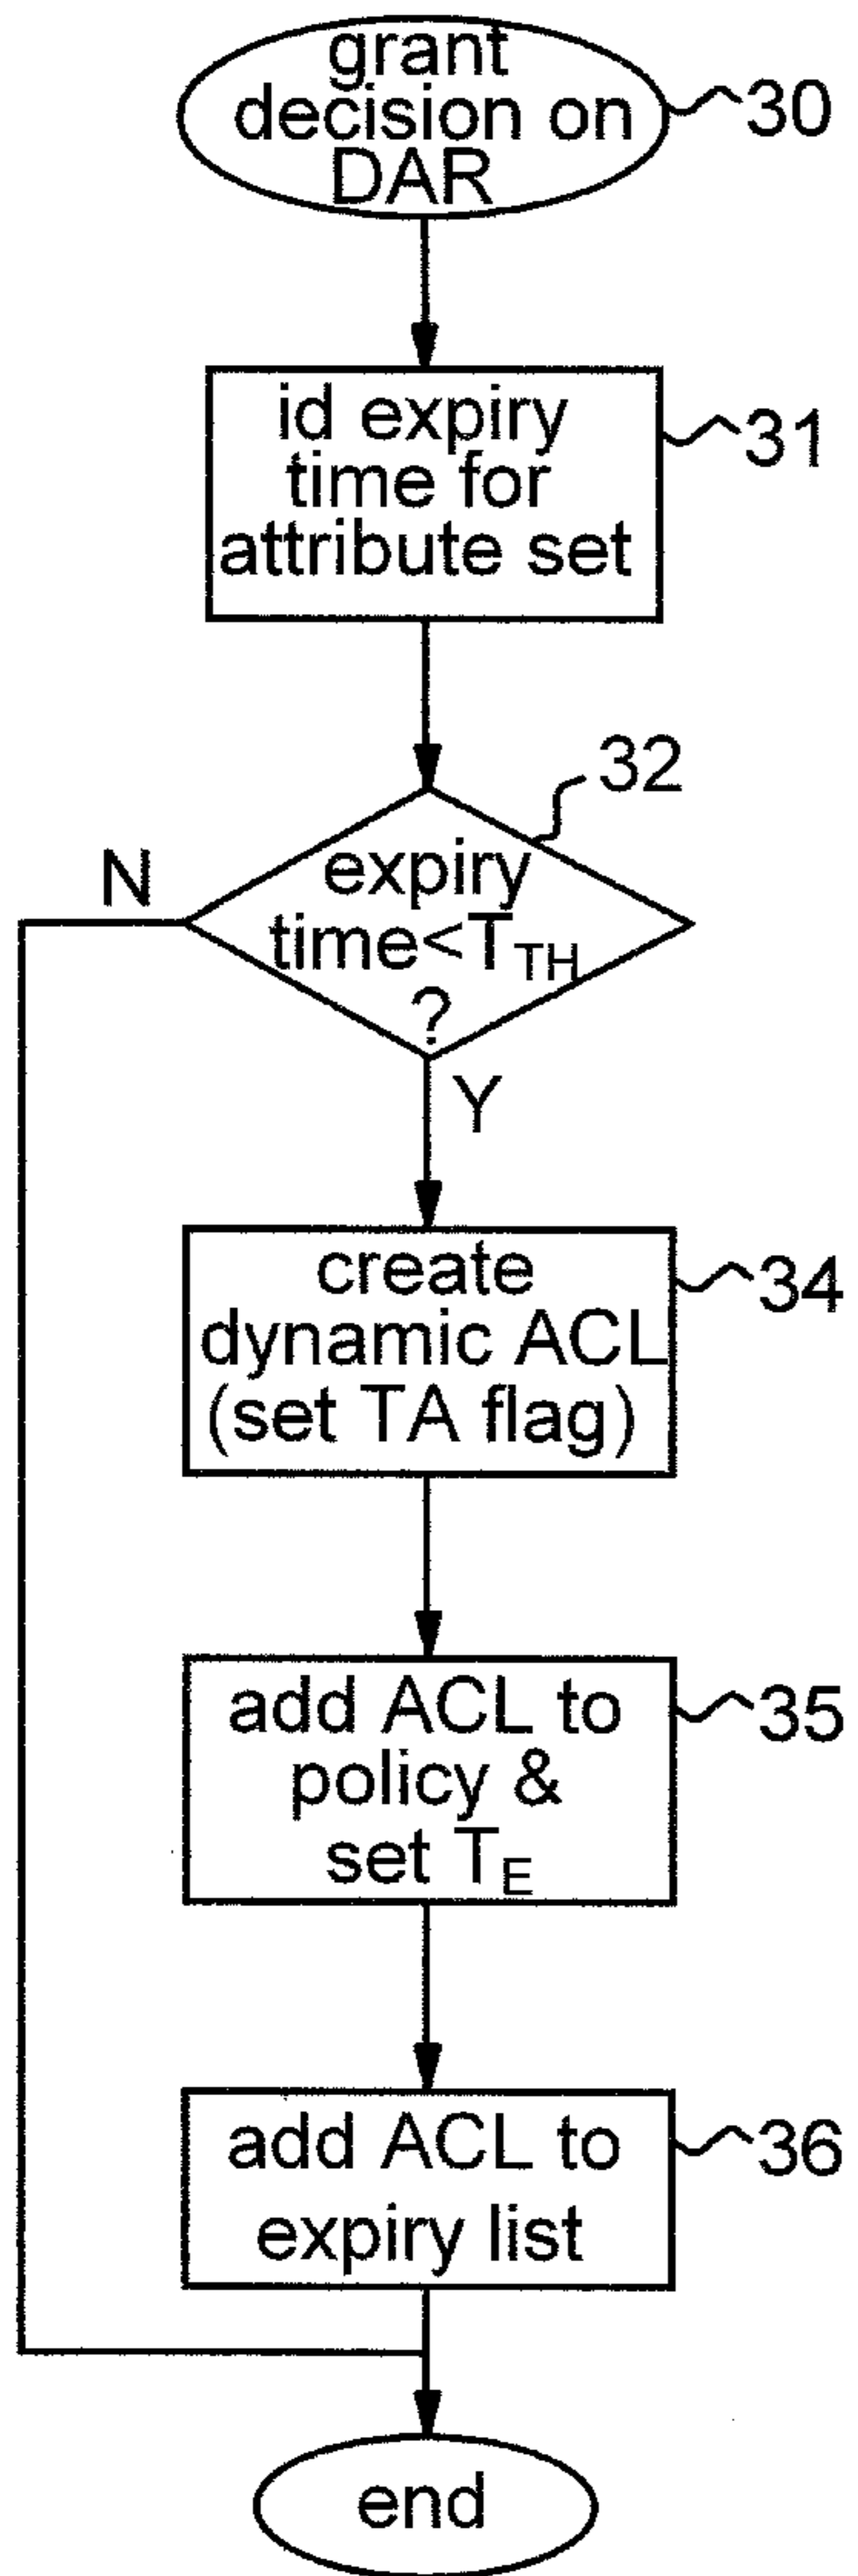 grant
decision on
DAR
30
id expiry
time for
attribute set
31
32
N
expiry
time<T_TH
?
Y
create
dynamic ACL
(set TA flag)
34
add ACL to
policy &
set T_E
35
add ACL to
expiry list
36
end